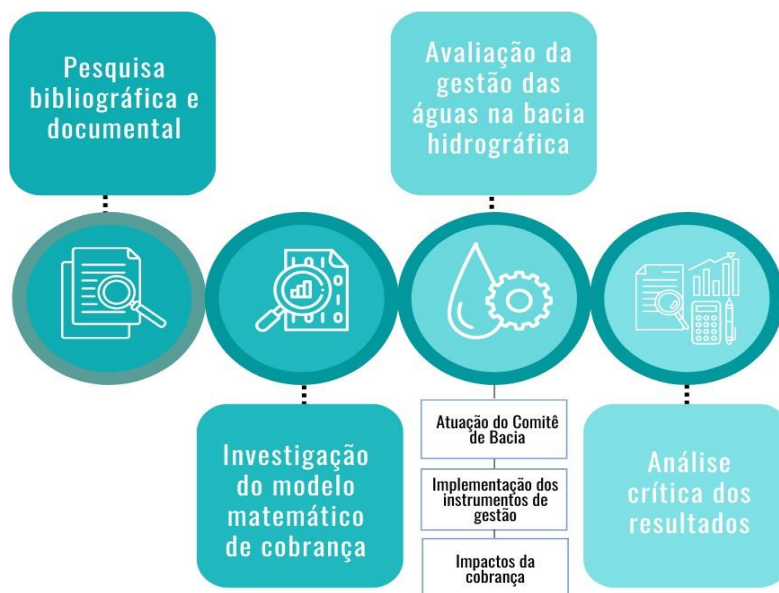 Pesquisa
bibliográfica e
documental
Avaliação da
gestão das
águas na bacia
hidrográfica
Investigação
do modelo
matemático
de cobrança
Atuação do Comitê
de Bacia
Implementação dos
instrumentos de
gestão
Impactos da
cobrança
Análise
crítica dos
resultados